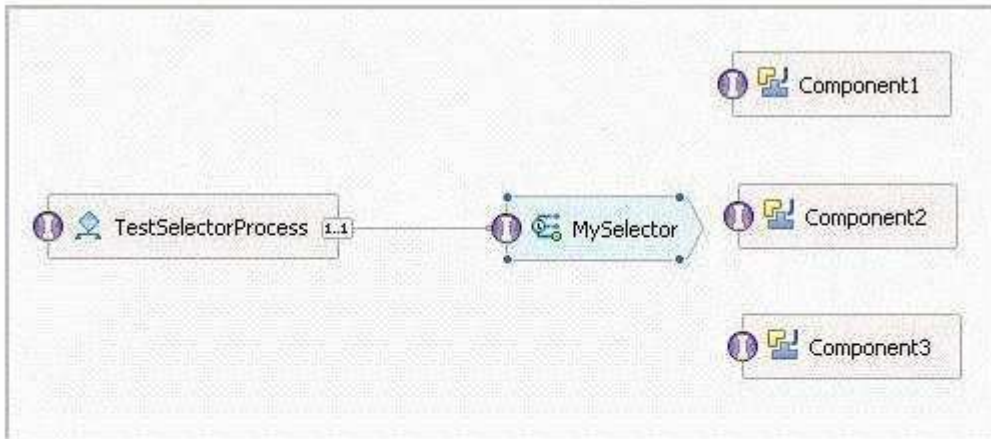 Component1
TestSelectorProcess 1..1
MySelector
Component2
Component3